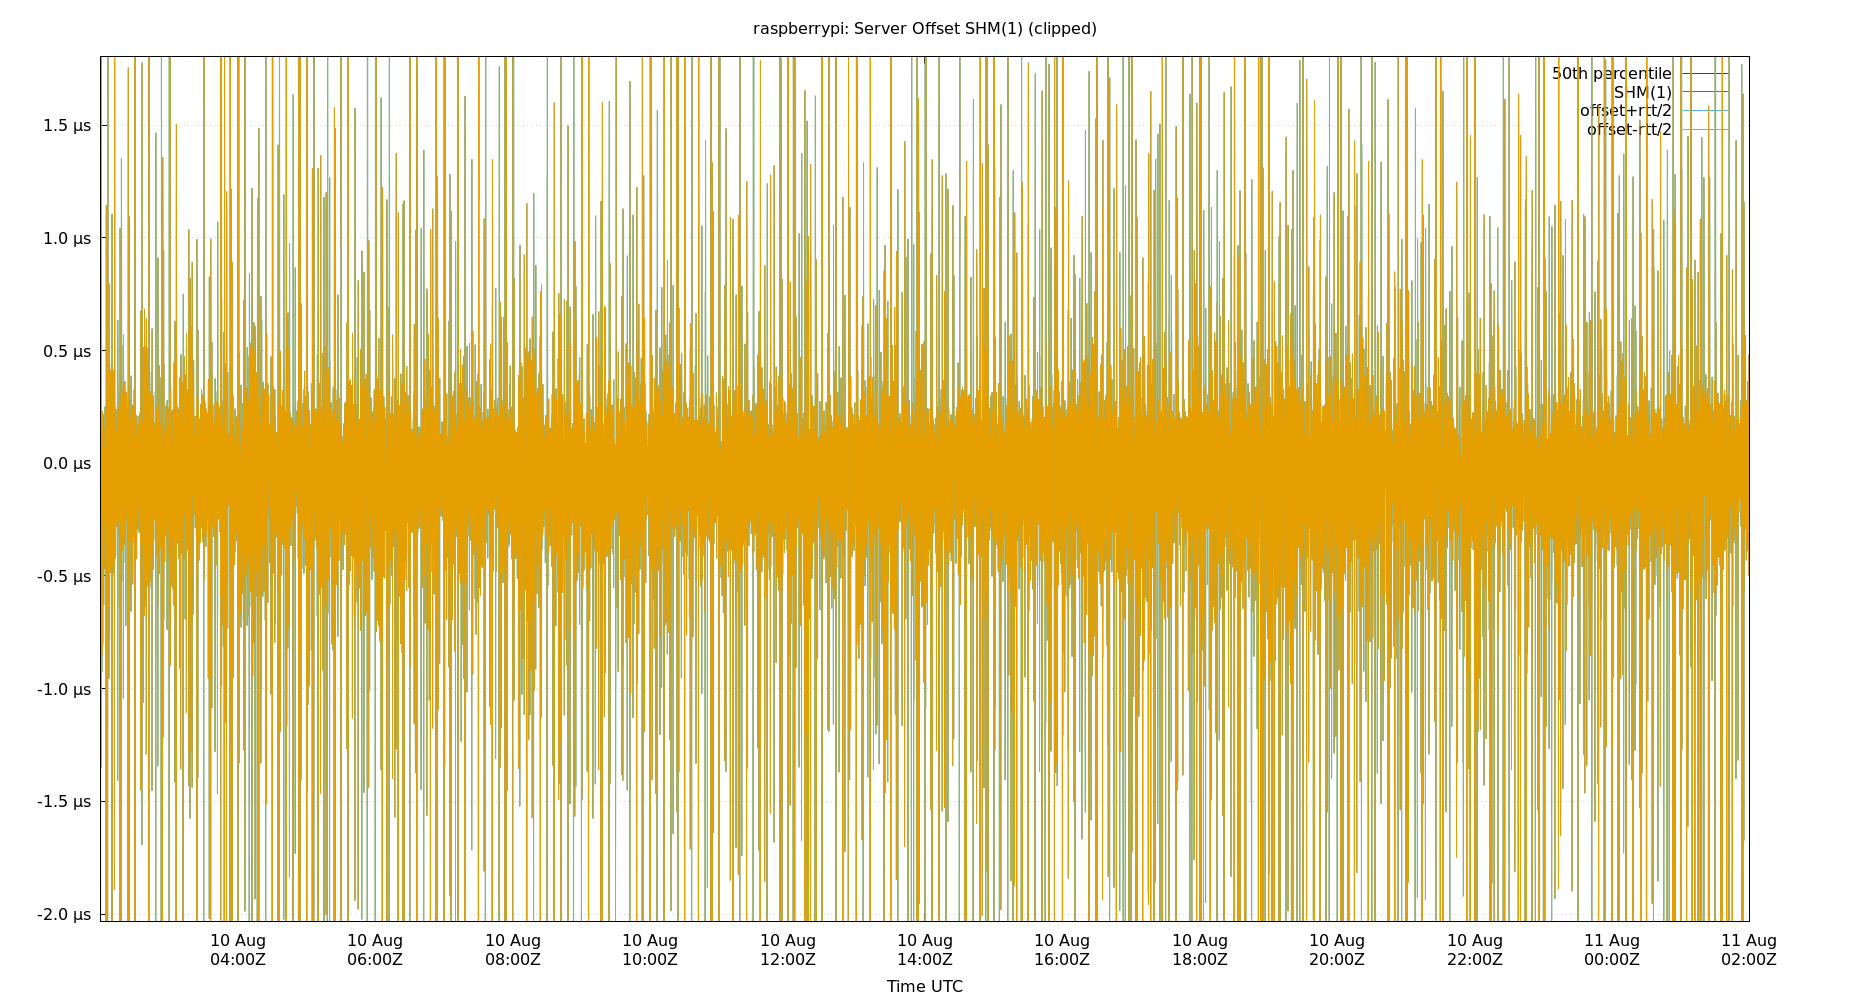 raspberrypi: Server Offset SHM(1) (clipped)
50th percentile
SHM(1)
offset+rtt/2
offset-rtt/2
1.5 µs
1.0 µs
0.5 µs
0.0 µs
-0.5 µs
-1.0 µs
-1.5 µs
-2.0 µs
10 Aug 10 Aug 10 Aug 10 Aug 10 Aug 10 Aug 10 Aug 10 Aug 10 Aug 10 Aug 11 Aug 11 Aug
04:00Z 06:00Z 08:00Z 10:00Z 12:00Z 14:00Z 16:00Z 18:00Z 20:00Z 22:00Z 00:00Z 02:00Z
Time UTC